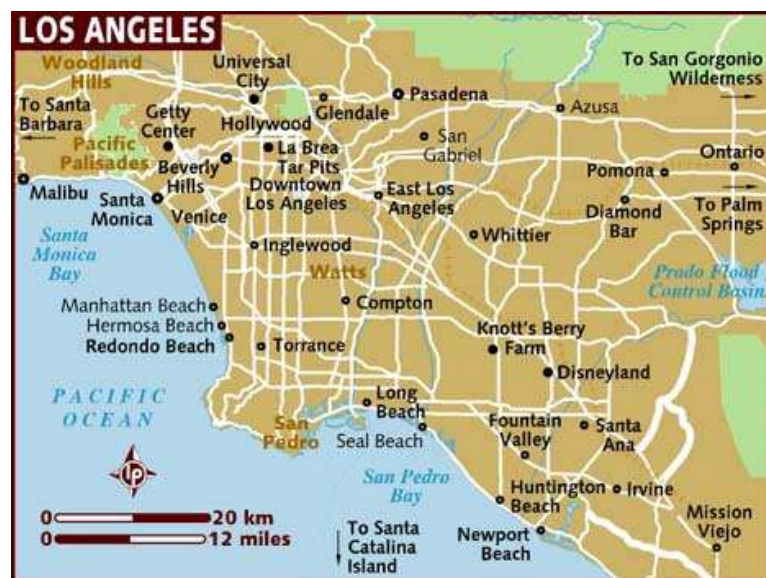 LOS ANGELES
Woodland
Hills
Universal
City
To San Gorgonio
Wilderness
To Santa
Barbara
Getty
Center
Glendale
Pasadena
Azusa
Hollywood
Pacific
Palisades
La Brea
Tar Pits
San
Gabriel
Beverly
Hills
Ontario
Pomona
Malibu
Santa
Monica
Downtown
Los Angeles
East Los
Angeles
Diamond
Bar
To Palm
Springs
Venice
Santa
Monica
Bay
Inglewood
Whittier
Watts
Prado Flood
Control Basin
Manhattan Beach
Hermosa Beach
Redondo Beach
Compton
Torrance
Knott's Berry
Farm
Disneyland
PACIFIC
OCEAN
San
Pedro
Long
Beach
Seal Beach
Fountain
Valley
Santa
Ana
lp
San Pedro
Bay
Huntington
Beach
Irvine
Mission
Viejo
0 20 km
0 12 miles
To Santa
Catalina
Island
Newport
Beach